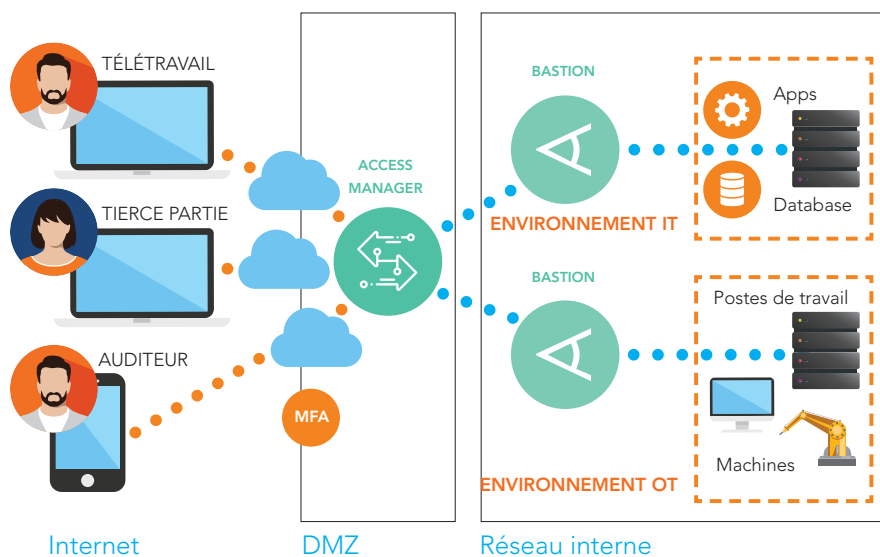 TÉLÉTRAVAIL
TIERCE PARTIE
AUDITEUR
MFA
ACCESS
MANAGER
BASTION
ENVIRONNEMENT IT
Apps
Database
BASTION
ENVIRONNEMENT OT
Postes de travail
Machines
Internet
DMZ
Réseau interne